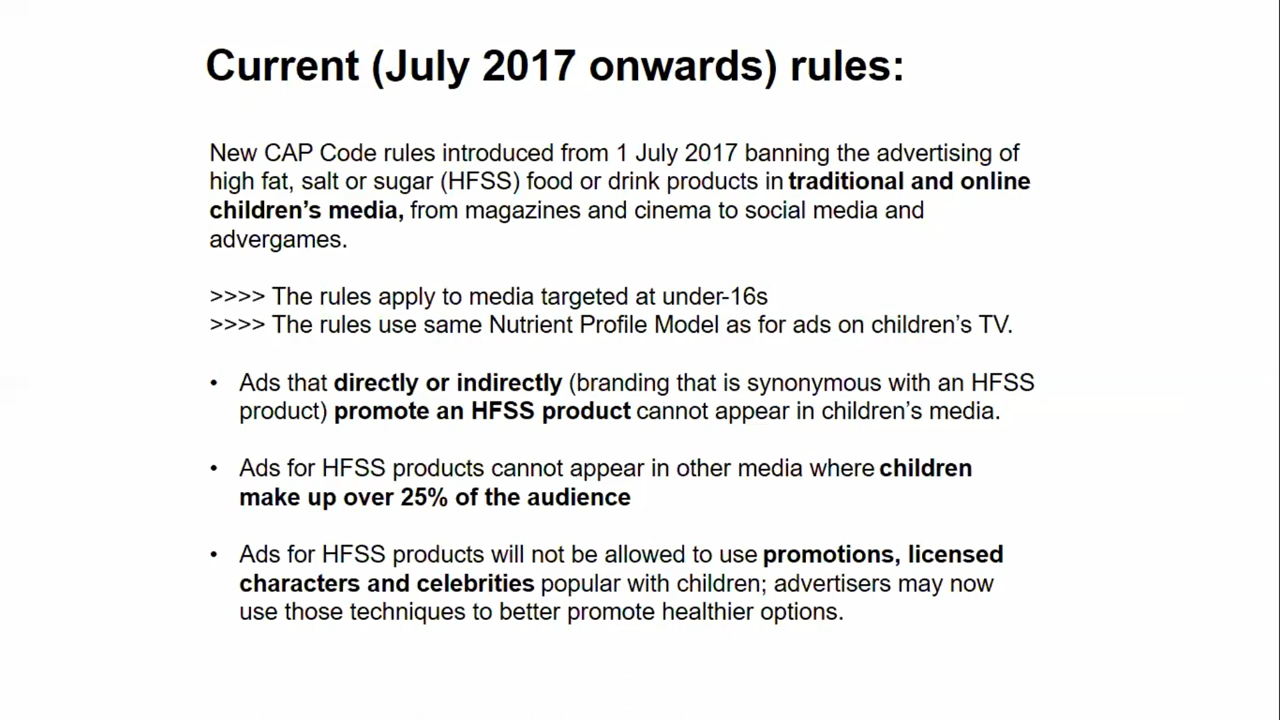 Current (July 2017 onwards) rules:
New CAP Code rules introduced from 1 July 2017 banning the advertising of
high fat, salt or sugar (HFSS) food or drink products in traditional and online
children’s media, from magazines and cinema to social media and
advergames.
>>>> The rules apply to media targeted at under-16s
>>>> The rules use same Nutrient Profile Model as for ads on children’s TV.
• Ads that directly or indirectly (branding that is synonymous with an HFSS
product) promote an HFSS product cannot appear in children’s media.
• Ads for HFSS products cannot appear in other media where children
make up over 25% of the audience
• Ads for HFSS products will not be allowed to use promotions, licensed
characters and celebrities popular with children; advertisers may now
use those techniques to better promote healthier options.